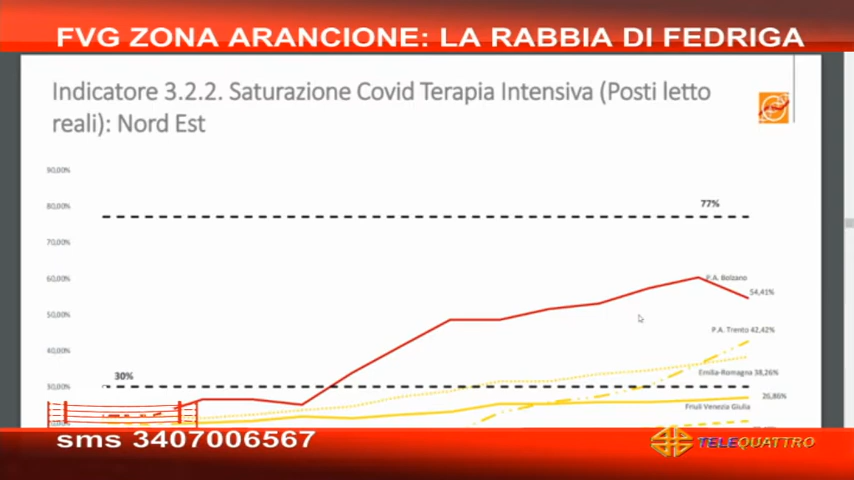 FVG ZONA ARANCIONE: LA RABBIA DI FEDRIGA
Indicatore 3.2.2. Saturazione Covid Terapia Intensiva (Posti letto
reali): Nord Est
90,00%
80,00%
77%
70,00%
60,00%
P.A. Bolzano
54,41%
50,00%
P.A. Trento 42,42%
40,00%
Emilia-Romagna 38,26%
30%
30,00%
26,86%
Friuli Venezia Giulia
sms 3407006567
TELEQUATTRO